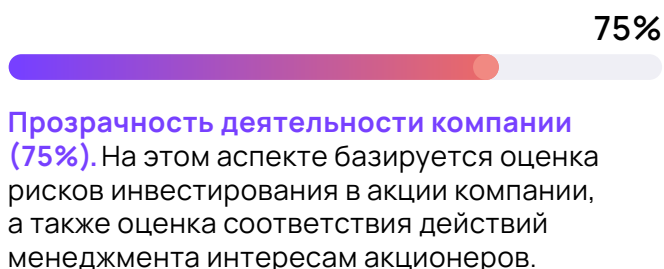 75%
Прозрачность деятельности компании
(75%). На этом аспекте базируется оценка
рисков инвестирования в акции компании,
а также оценка соответствия действий
менеджмента интересам акционеров.